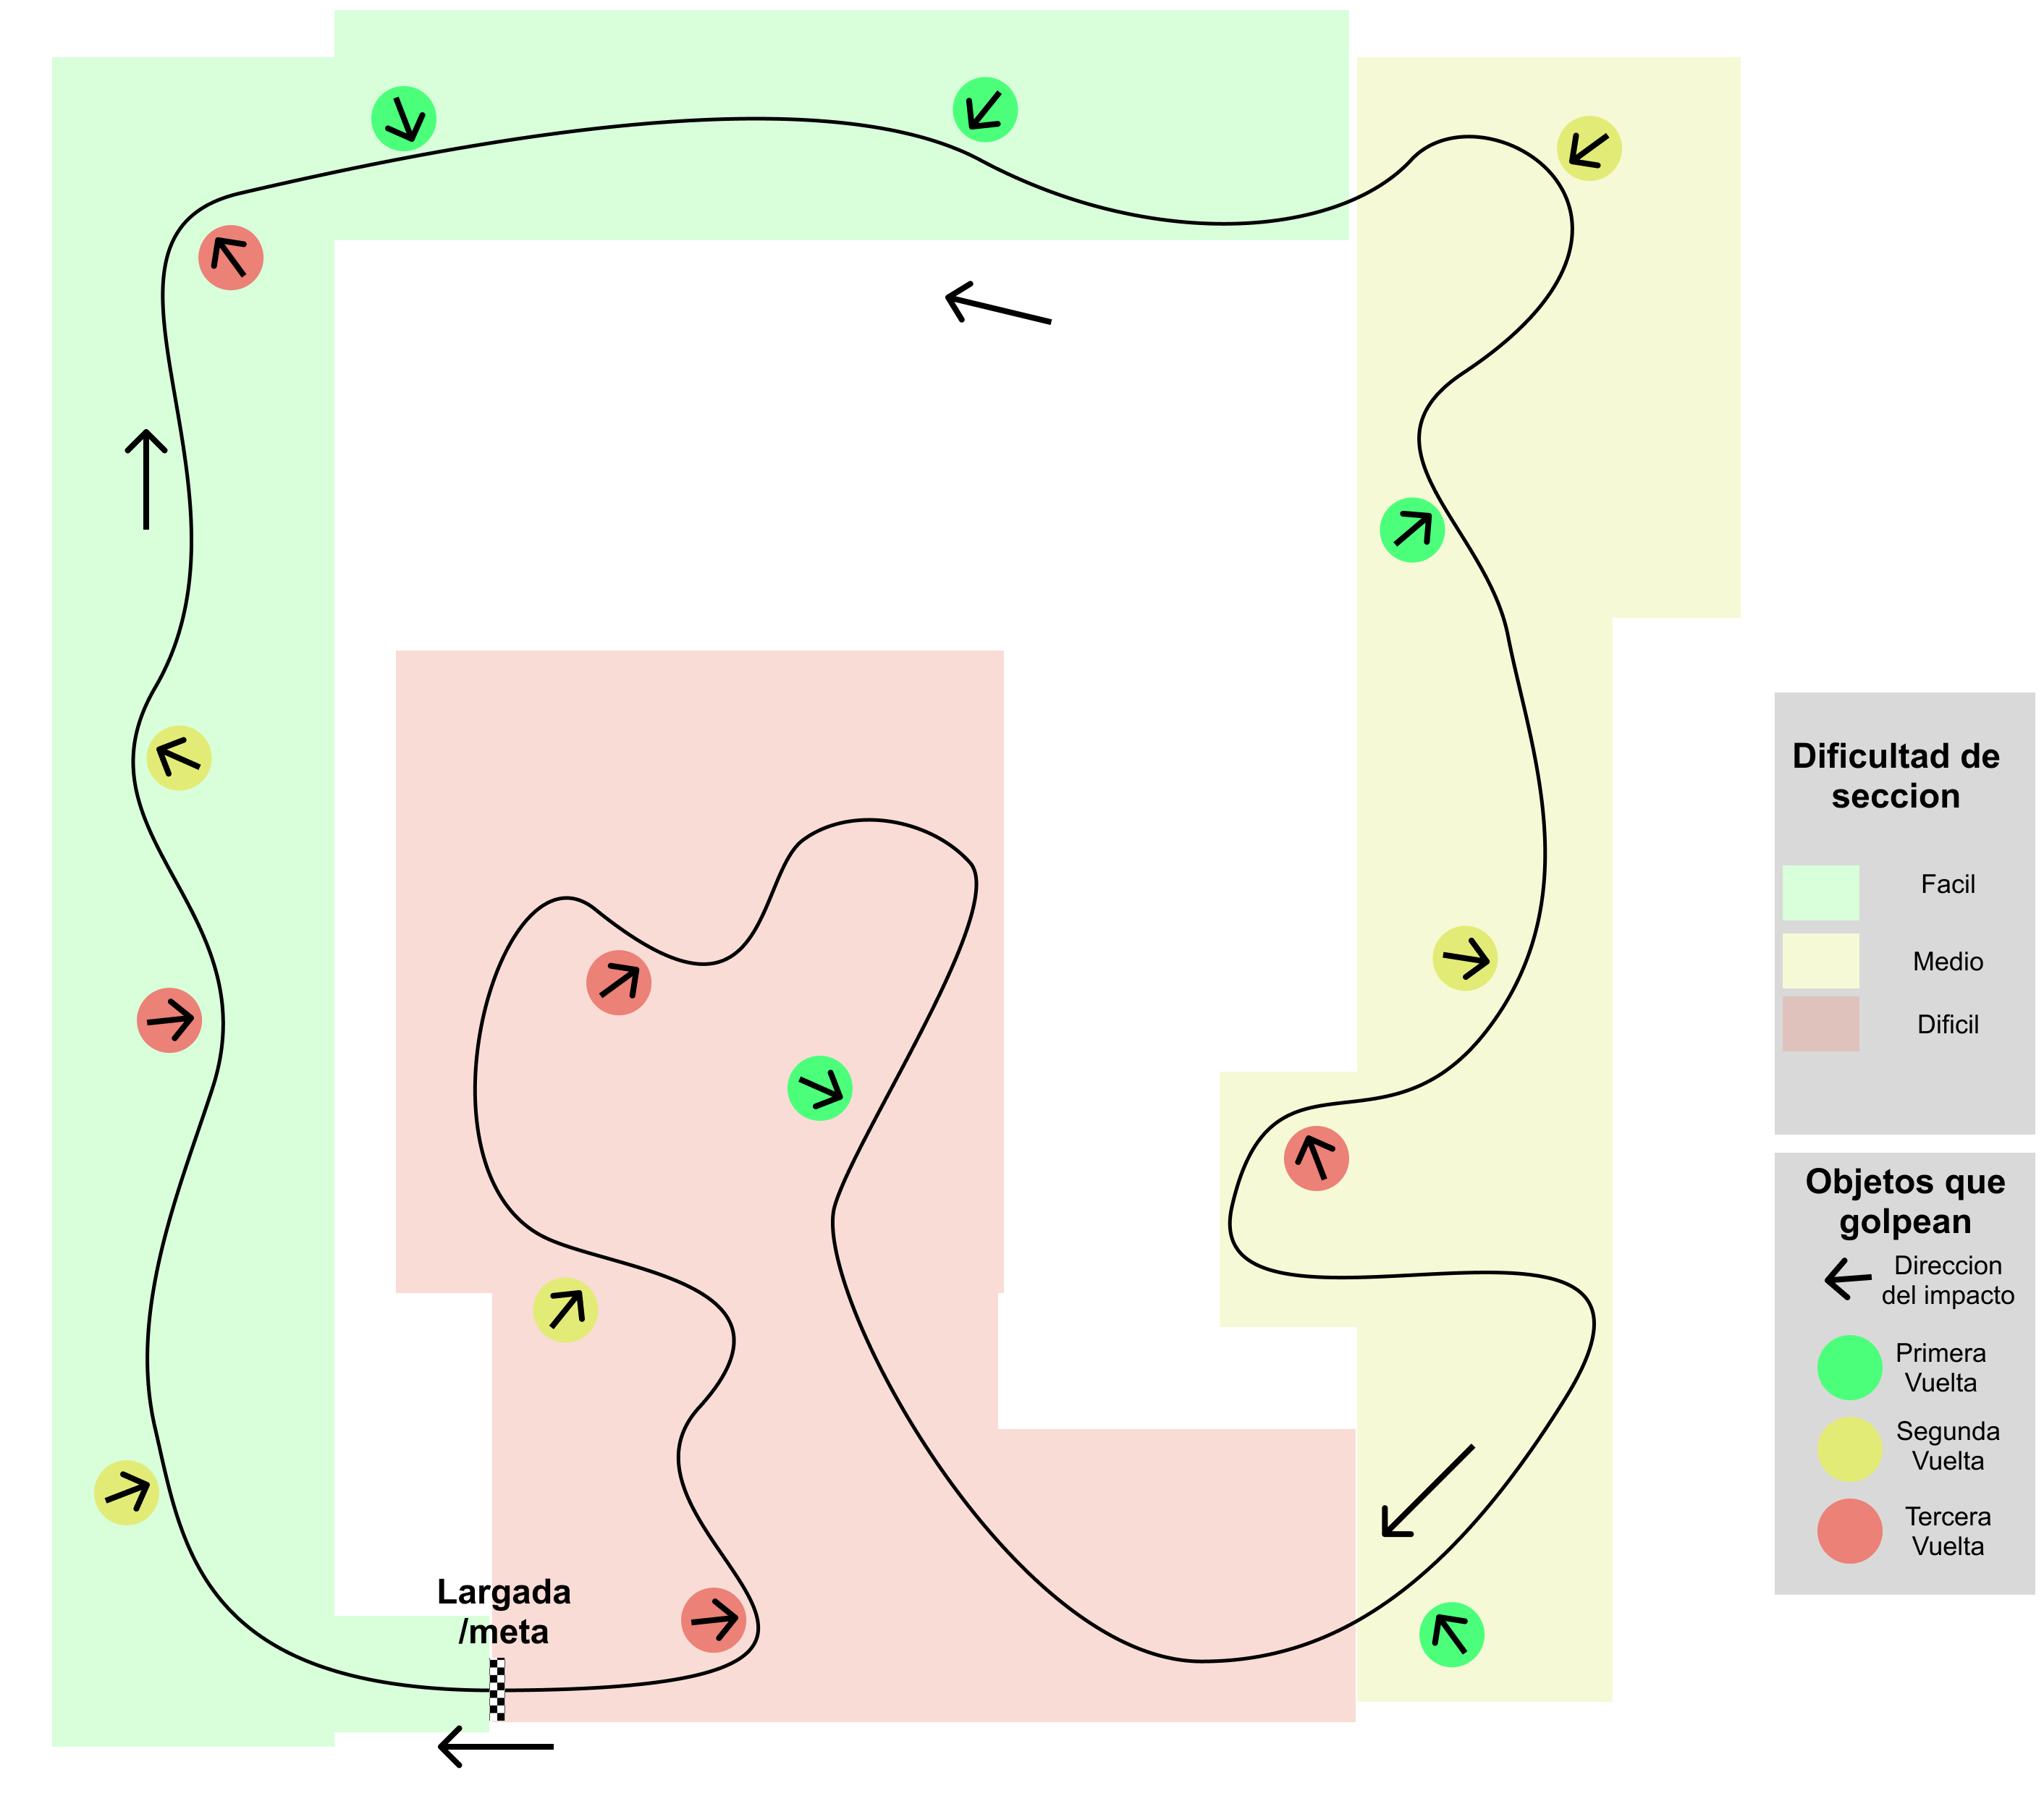 Largada
/meta
Dificultad de
seccion
Facil
Medio
Dificil
Objetos que
golpean
Direccion
del impacto
Primera
Vuelta
Segunda
Vuelta
Tercera
Vuelta